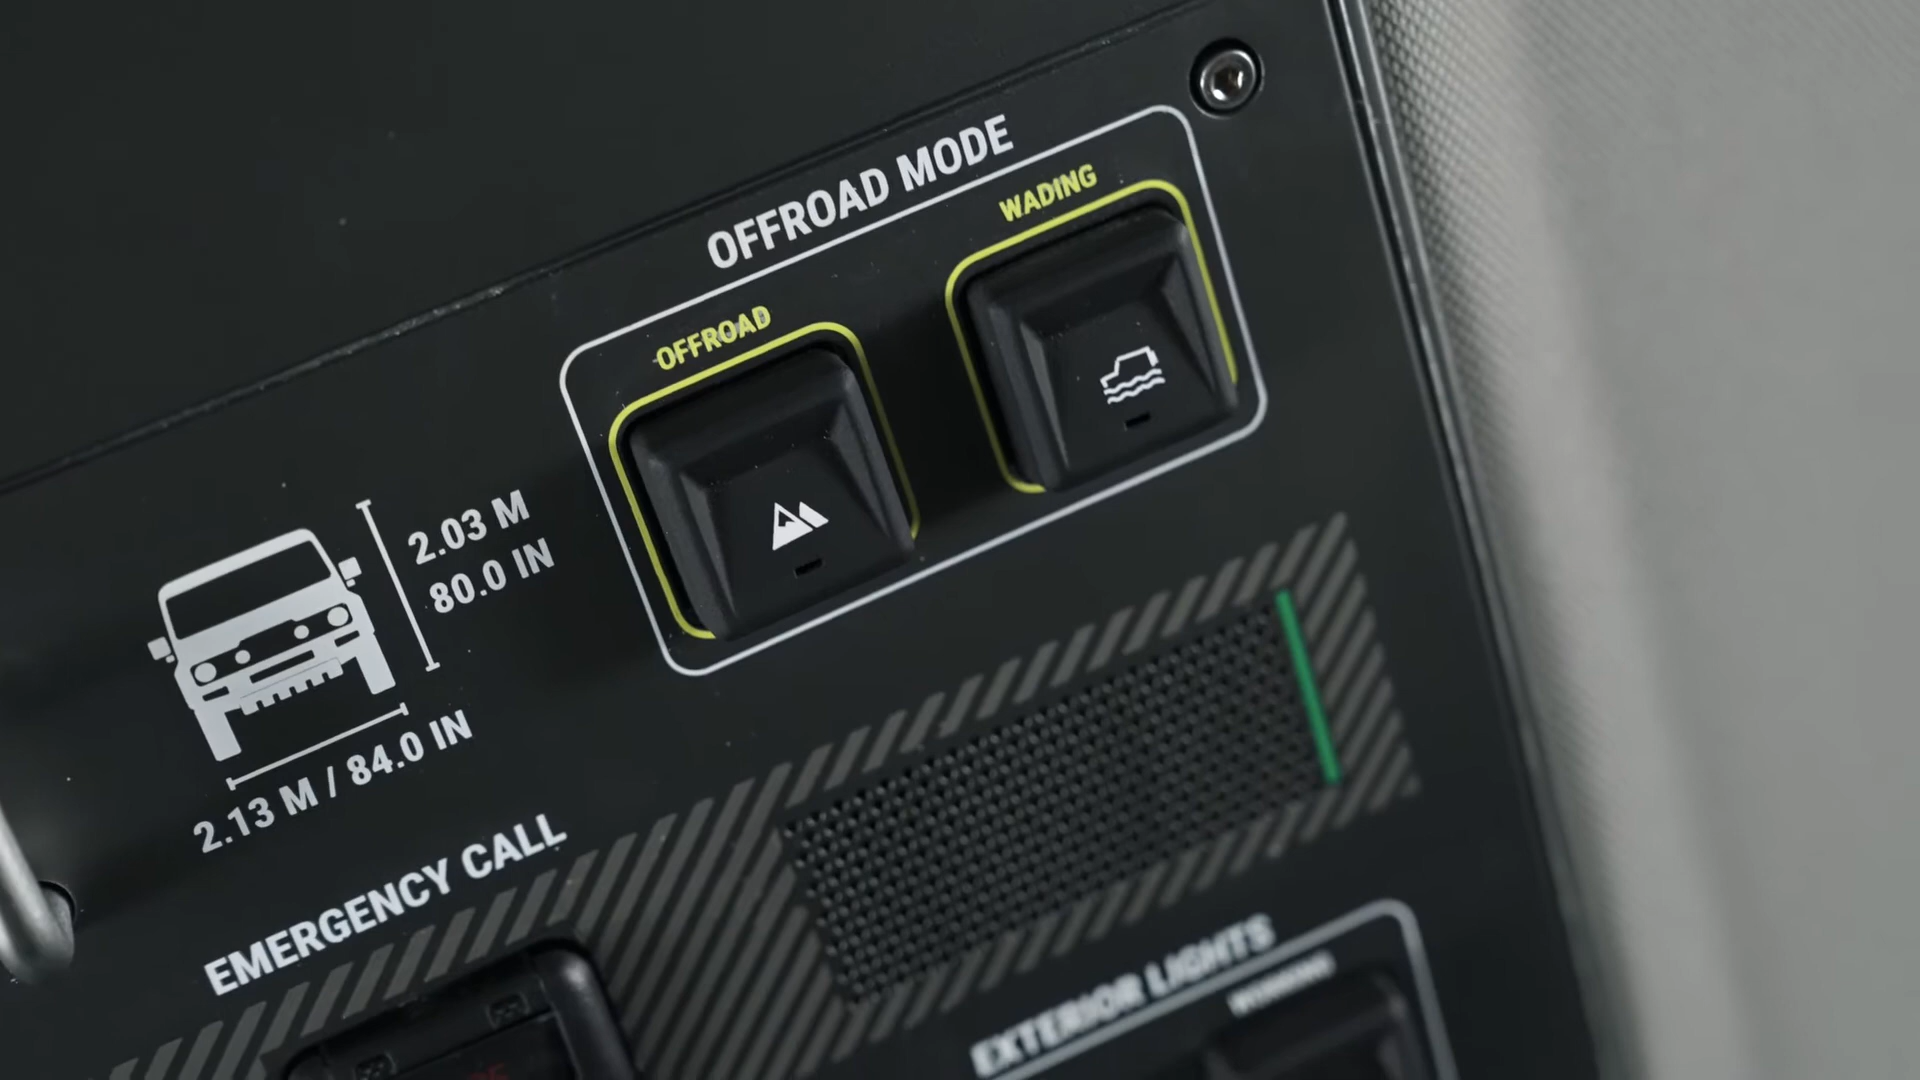 OFFROAD MODE
OFFROAD
WADING
2.03 M
80.0 IN
2.13 M / 84.0 IN
EMERGENCY CALL
EXTERIOR LIGHTS